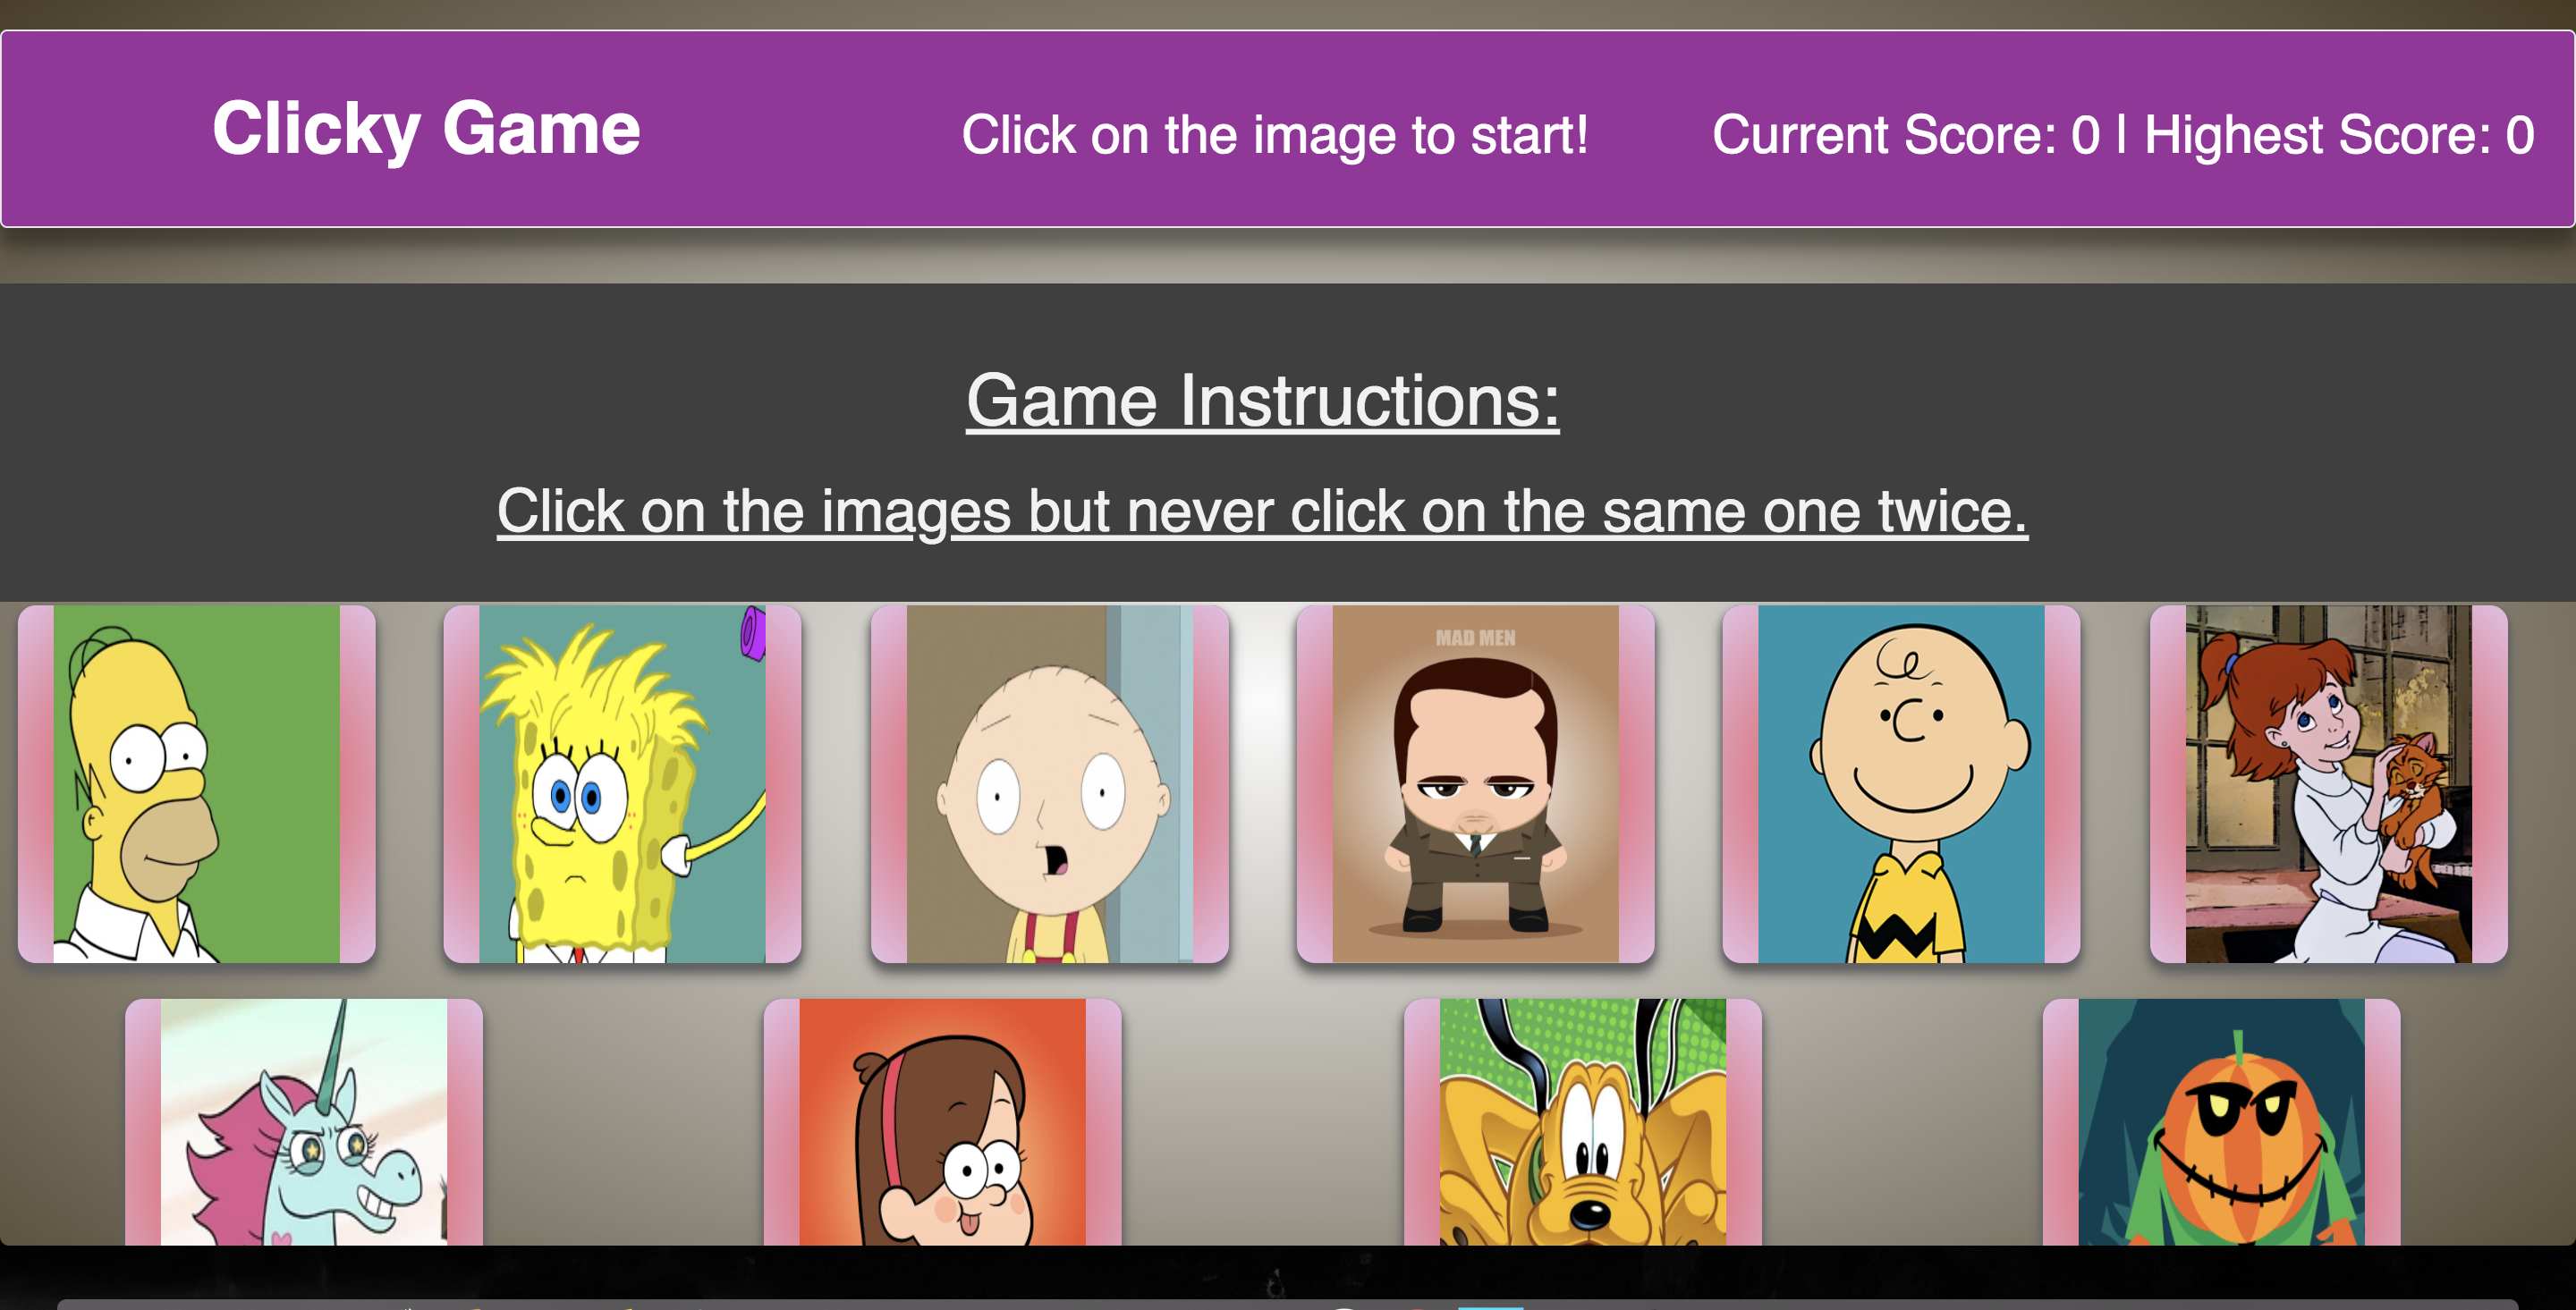 Clicky Game
Click on the image to start!
Current Score: 0 | Highest Score: 0
Game Instructions:
Click on the images but never click on the same one twice.
MAD MEN